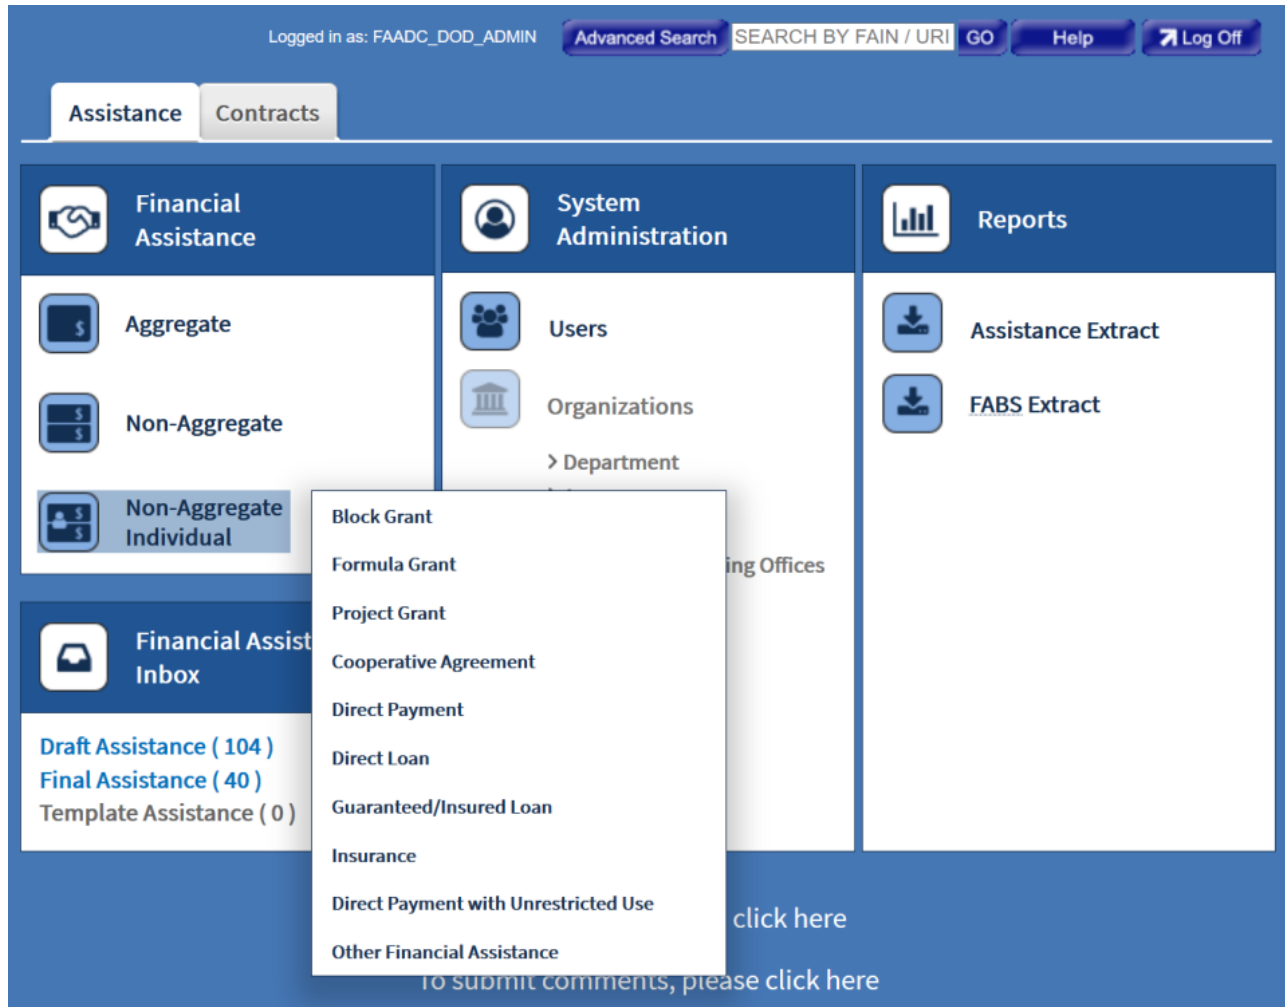 Logged in as: FAADC_DOD_ADMIN
Advanced Search
SEARCH BY FAIN / URI
GO
Help
Log Off
Assistance
Contracts
Financial
Assistance
Aggregate
Non-Aggregate
Non-Aggregate
Individual
System
Administration
Users
Organizations
> Department
ing Offices
Reports
Assistance Extract
FABS Extract
Block Grant
Formula Grant
Project Grant
Cooperative Agreement
Direct Payment
Direct Loan
Guaranteed/Insured Loan
Insurance
Direct Payment with Unrestricted Use
Other Financial Assistance
Financial Assist
Inbox
Draft Assistance ( 104 )
Final Assistance ( 40 )
Template Assistance ( 0 )
click here
To submit comments, please click here